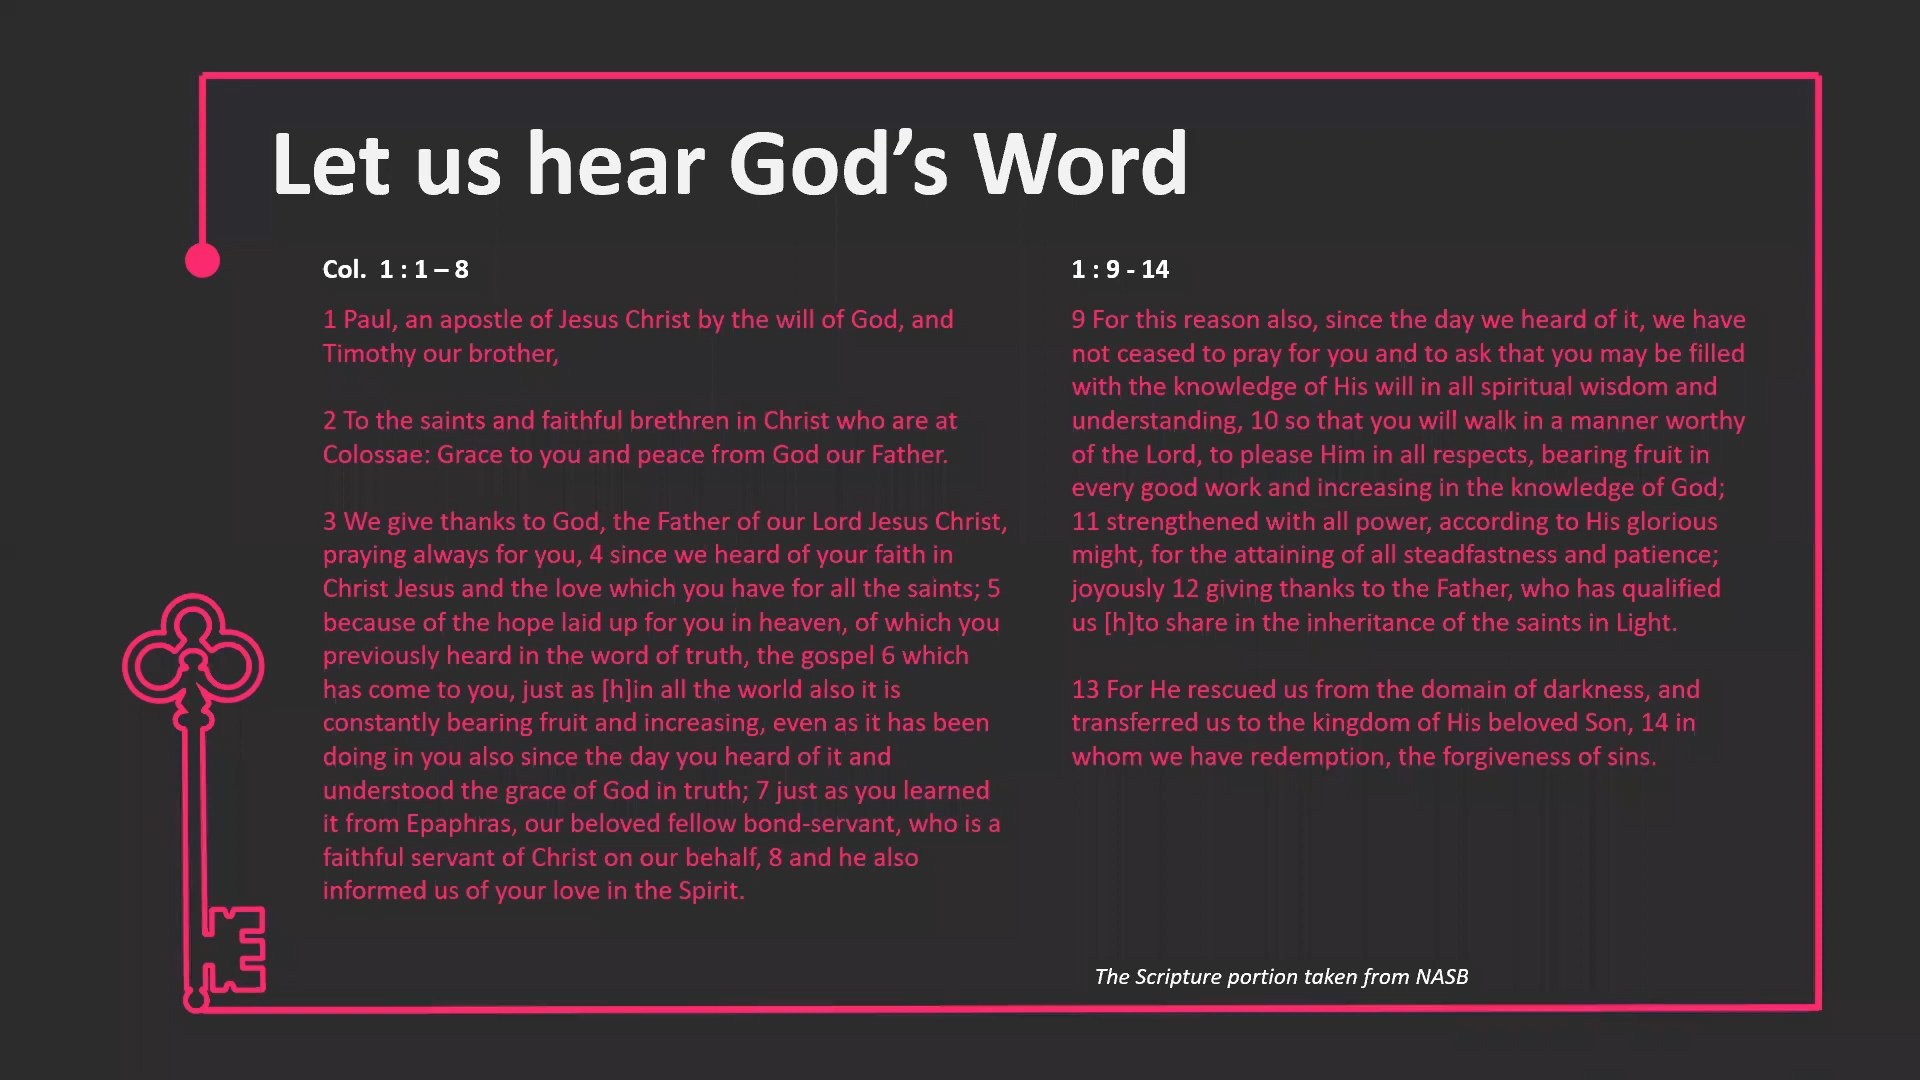 Let us hear God’s Word
Col.  1 : 1 – 8
1 Paul, an apostle of Jesus Christ by the will of God, and
Timothy our brother,
2 To the saints and faithful brethren in Christ who are at
Colossae: Grace to you and peace from God our Father.
3 We give thanks to God, the Father of our Lord Jesus Christ,
praying always for you, 4 since we heard of your faith in
Christ Jesus and the love which you have for all the saints; 5
because of the hope laid up for you in heaven, of which you
previously heard in the word of truth, the gospel 6 which
has come to you, just as [h]in all the world also it is
constantly bearing fruit and increasing, even as it has been
doing in you also since the day you heard of it and
understood the grace of God in truth; 7 just as you learned
it from Epaphras, our beloved fellow bond-servant, who is a
faithful servant of Christ on our behalf, 8 and he also
informed us of your love in the Spirit.
1 : 9 - 14
9 For this reason also, since the day we heard of it, we have
not ceased to pray for you and to ask that you may be filled
with the knowledge of His will in all spiritual wisdom and
understanding, 10 so that you will walk in a manner worthy
of the Lord, to please Him in all respects, bearing fruit in
every good work and increasing in the knowledge of God;
11 strengthened with all power, according to His glorious
might, for the attaining of all steadfastness and patience;
joyously 12 giving thanks to the Father, who has qualified
us [h]to share in the inheritance of the saints in Light.
13 For He rescued us from the domain of darkness, and
transferred us to the kingdom of His beloved Son, 14 in
whom we have redemption, the forgiveness of sins.
The Scripture portion taken from NASB